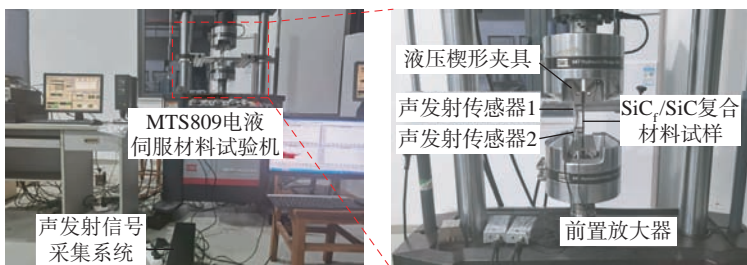 MTS809电液
伺服材料试验机
声发射信号
采集系统
液压楔形夹具
声发射传感器1
声发射传感器2
SiCf/SiC复合
材料试样
前置放大器